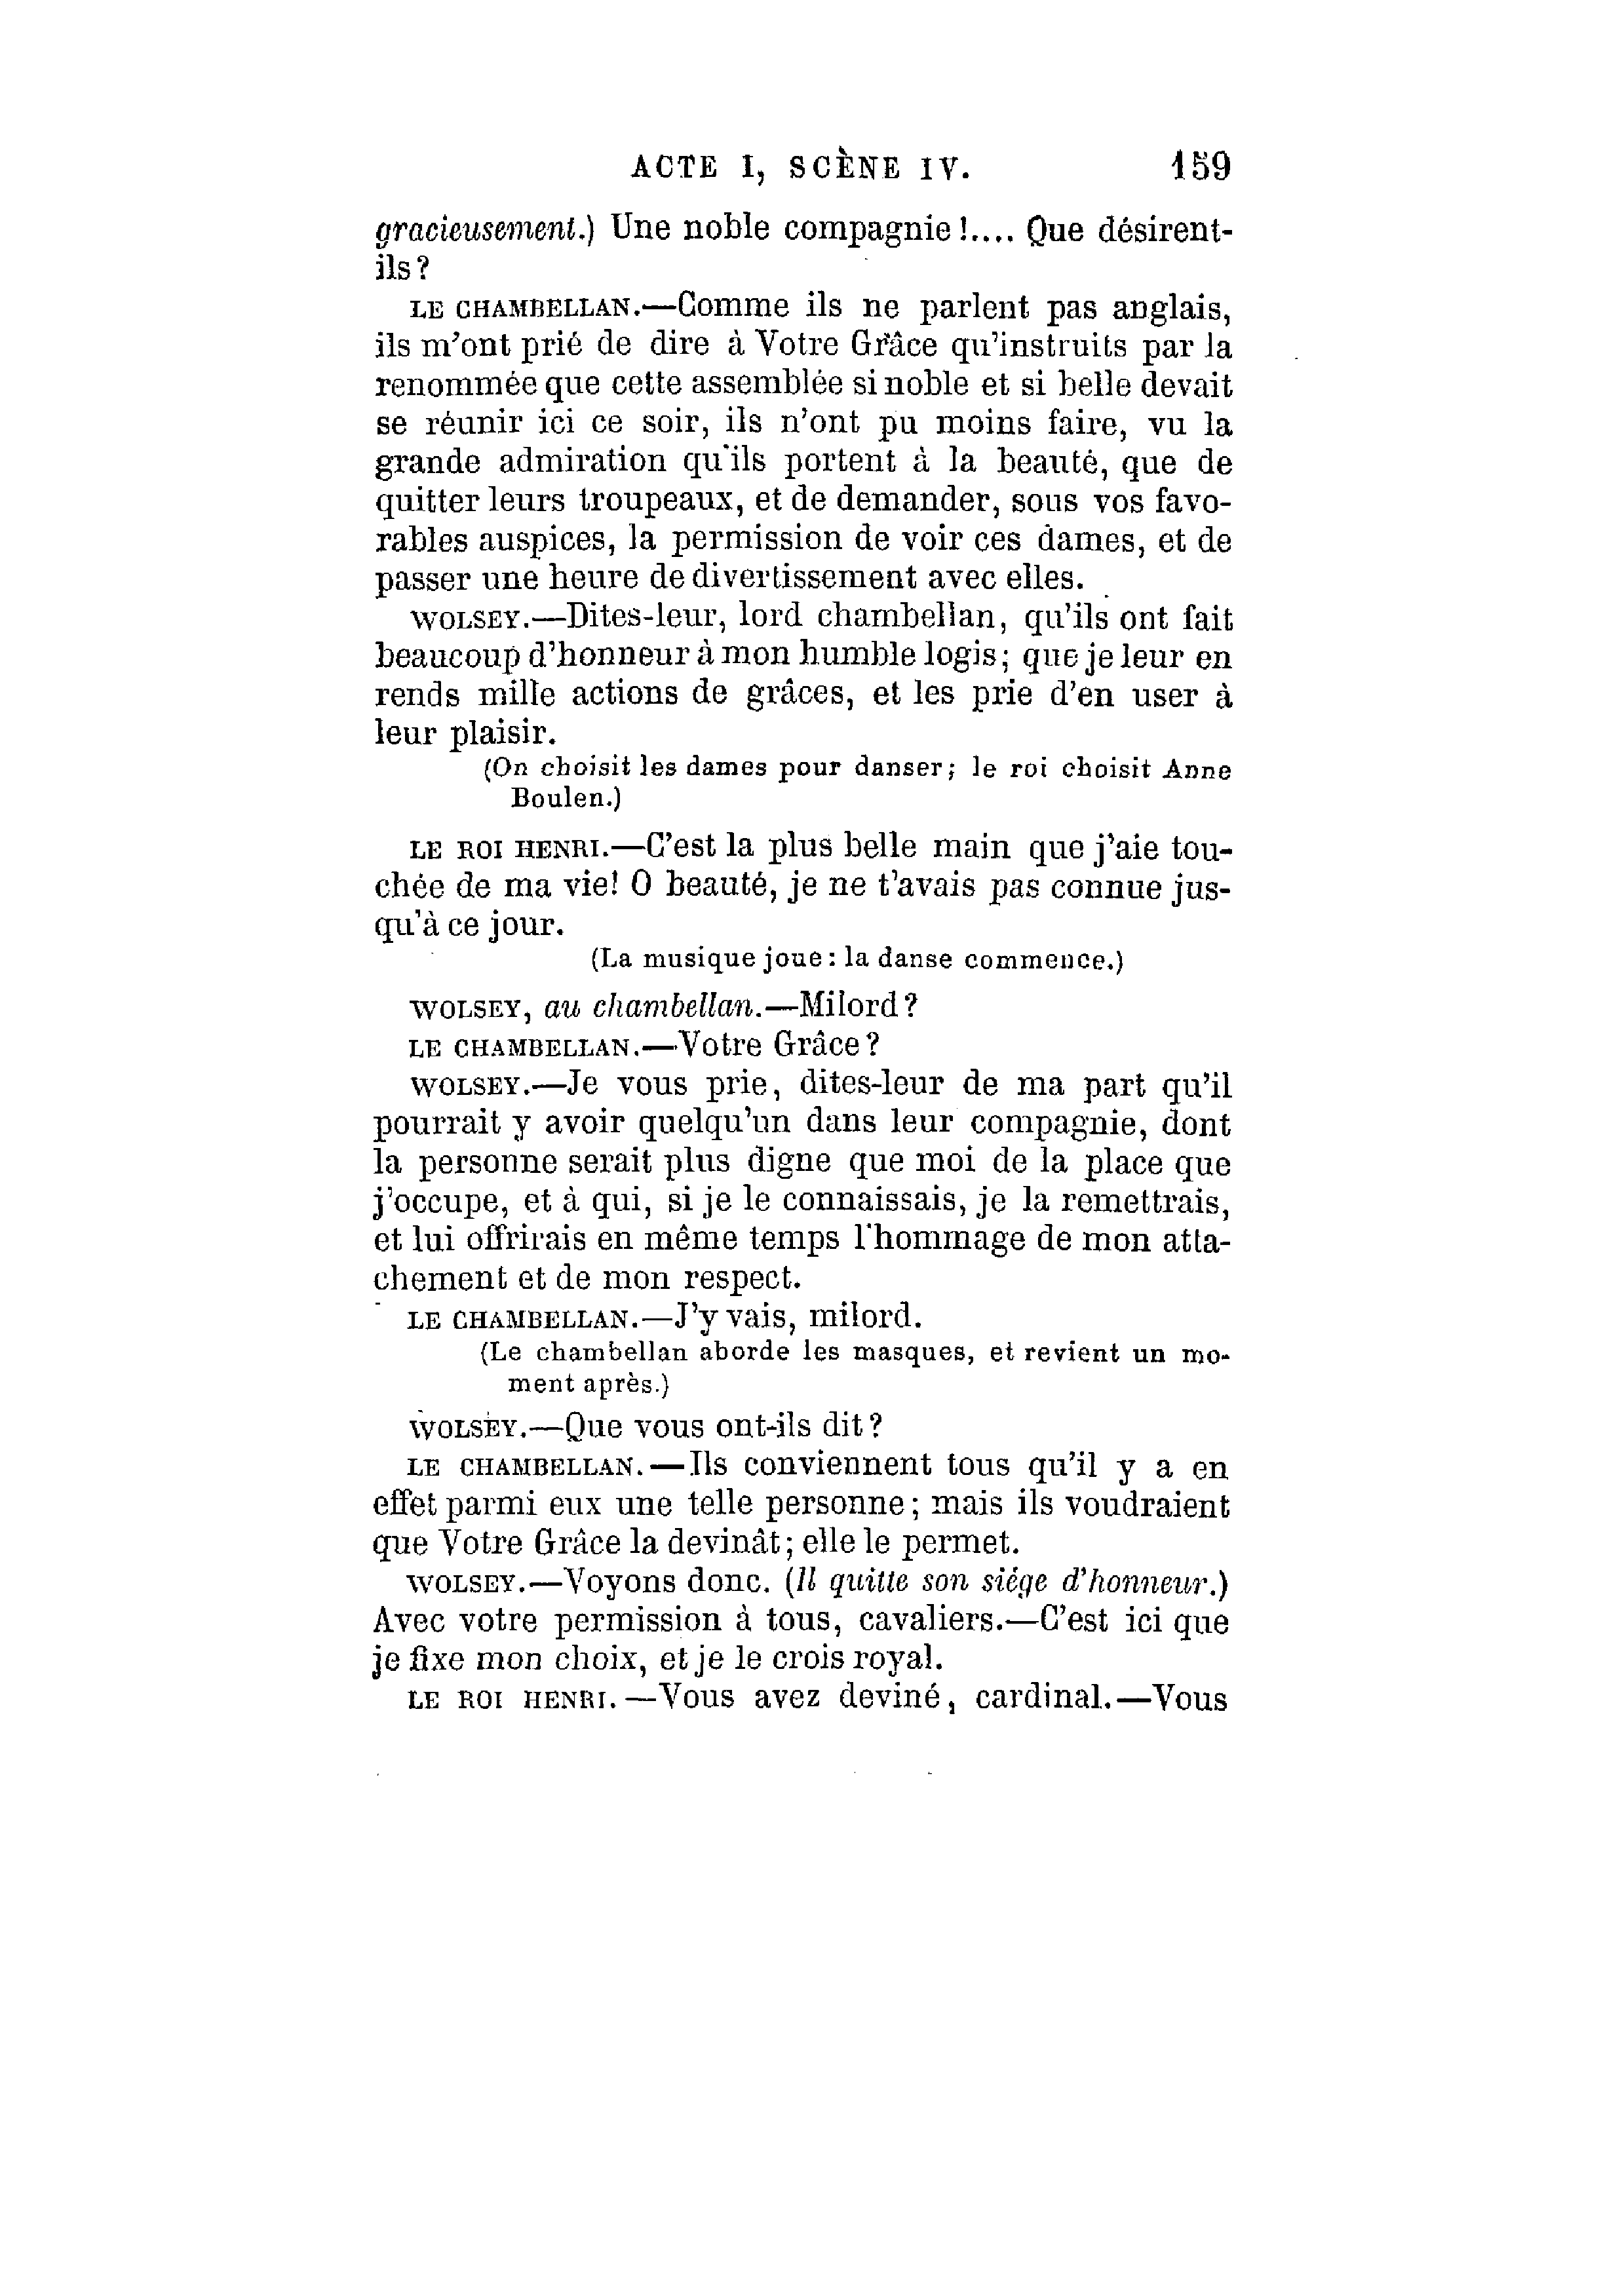 ACTE I, SCÈNE IV. 159
gracieusement.) Une noble compagnie!.... Que désirent-
ils?
LE CHAMBELLAN.—Comme ils ne parlent pas anglais,
ils m'ont prié de dire à Votre Grâce qu'instruits par la
renommée que cette assemblée si noble et si belle devait
se réunir ici ce soir, ils n'ont pu moins faire, vu la
grande admiration qu'ils portent à la beauté, que de
quitter leurs troupeaux, et de demander, sous vos favo-
rables auspices, la permission de voir ces dames, et de
passer une heure de divertissement avec elles.
WOLSEY.—Dites-leur, lord chambellan, qu'ils ont fait
beaucoup d'honneur à mon humble logis; que je leur en
rends mille actions de grâces, et les prie d'en user à
leur plaisir.
(On choisit les dames pour danser; le roi choisit Anne
Boulen.)
LE ROI HENRI.—C'est la plus belle main que j'aie tou-
chée de ma vie! O beauté, je ne t'avais pas connue jus-
qu'à ce jour.
(La musique joue: la danse commence.)
WOLSEY, au chambellan.—Milord?
LE CHAMBELLAN.—Votre Grâce?
WOLSEY.—Je vous prie, dites-leur de ma part qu'il
pourrait y avoir quelqu'un dans leur compagnie, dont
la personne serait plus digne que moi de la place que
j'occupe, et à qui, si je le connaissais, je la remettrais,
et lui offrirais en même temps l'hommage de mon atta-
chement et de mon respect.
LE CHAMBELLAN.—J'y vais, milord.
(Le chambellan aborde les masques, et revient un mo-
ment après.)
WOLSEY.—Que vous ont-ils dit?
LE CHAMBELLAN.—Ils conviennent tous qu'il y a en
effet parmi eux une telle personne; mais ils voudraient
que Votre Grâce la devinât; elle le permet.
WOLSEY.—Voyons donc. (Il quitte son siége d'honneur.)
Avec votre permission à tous, cavaliers.—C'est ici que
je fixe mon choix, et je le crois royal.
LE ROI HENRI.—Vous avez deviné, cardinal.—Vous